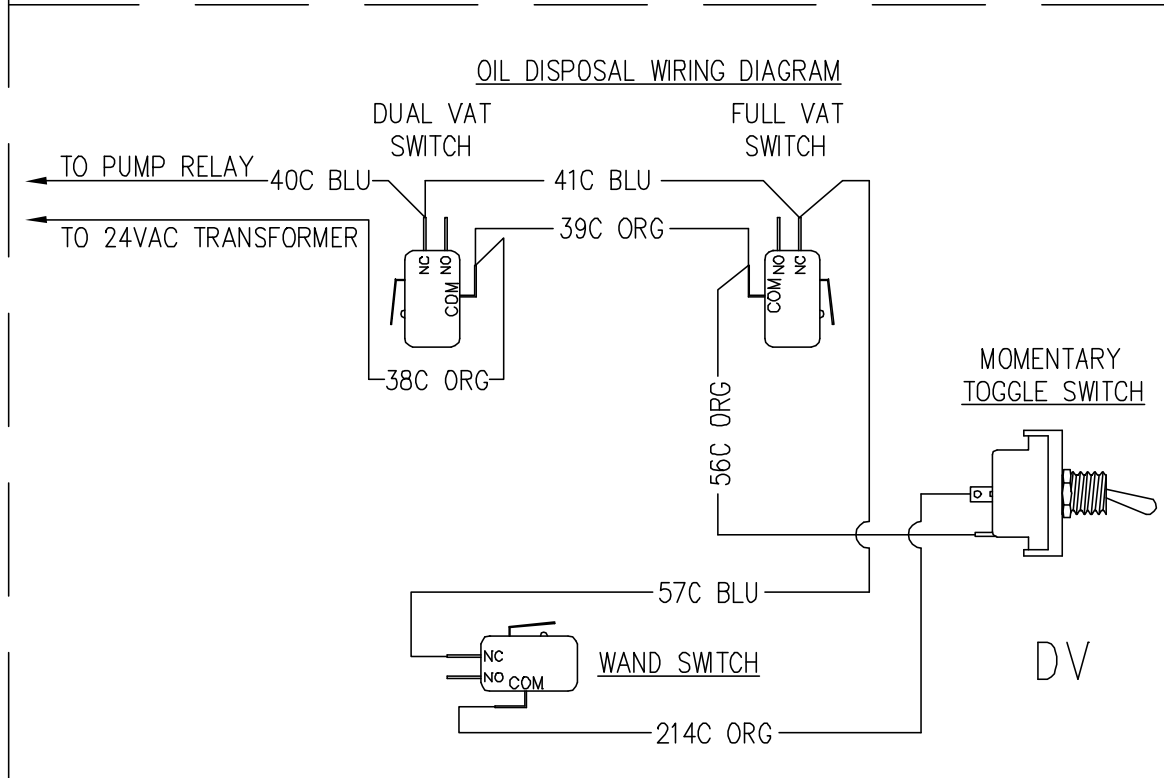 OIL DISPOSAL WIRING DIAGRAM
DUAL VAT
SWITCH
FULL VAT
SWITCH
TO PUMP RELAY
40C BLU
41C BLU
TO 24VAC TRANSFORMER
39C ORG
NC
NO
COM
NO
NC
COM
38C ORG
56C ORG
MOMENTARY
TOGGLE SWITCH
57C BLU
NC
NO
COM
WAND SWITCH
DV
214C ORG